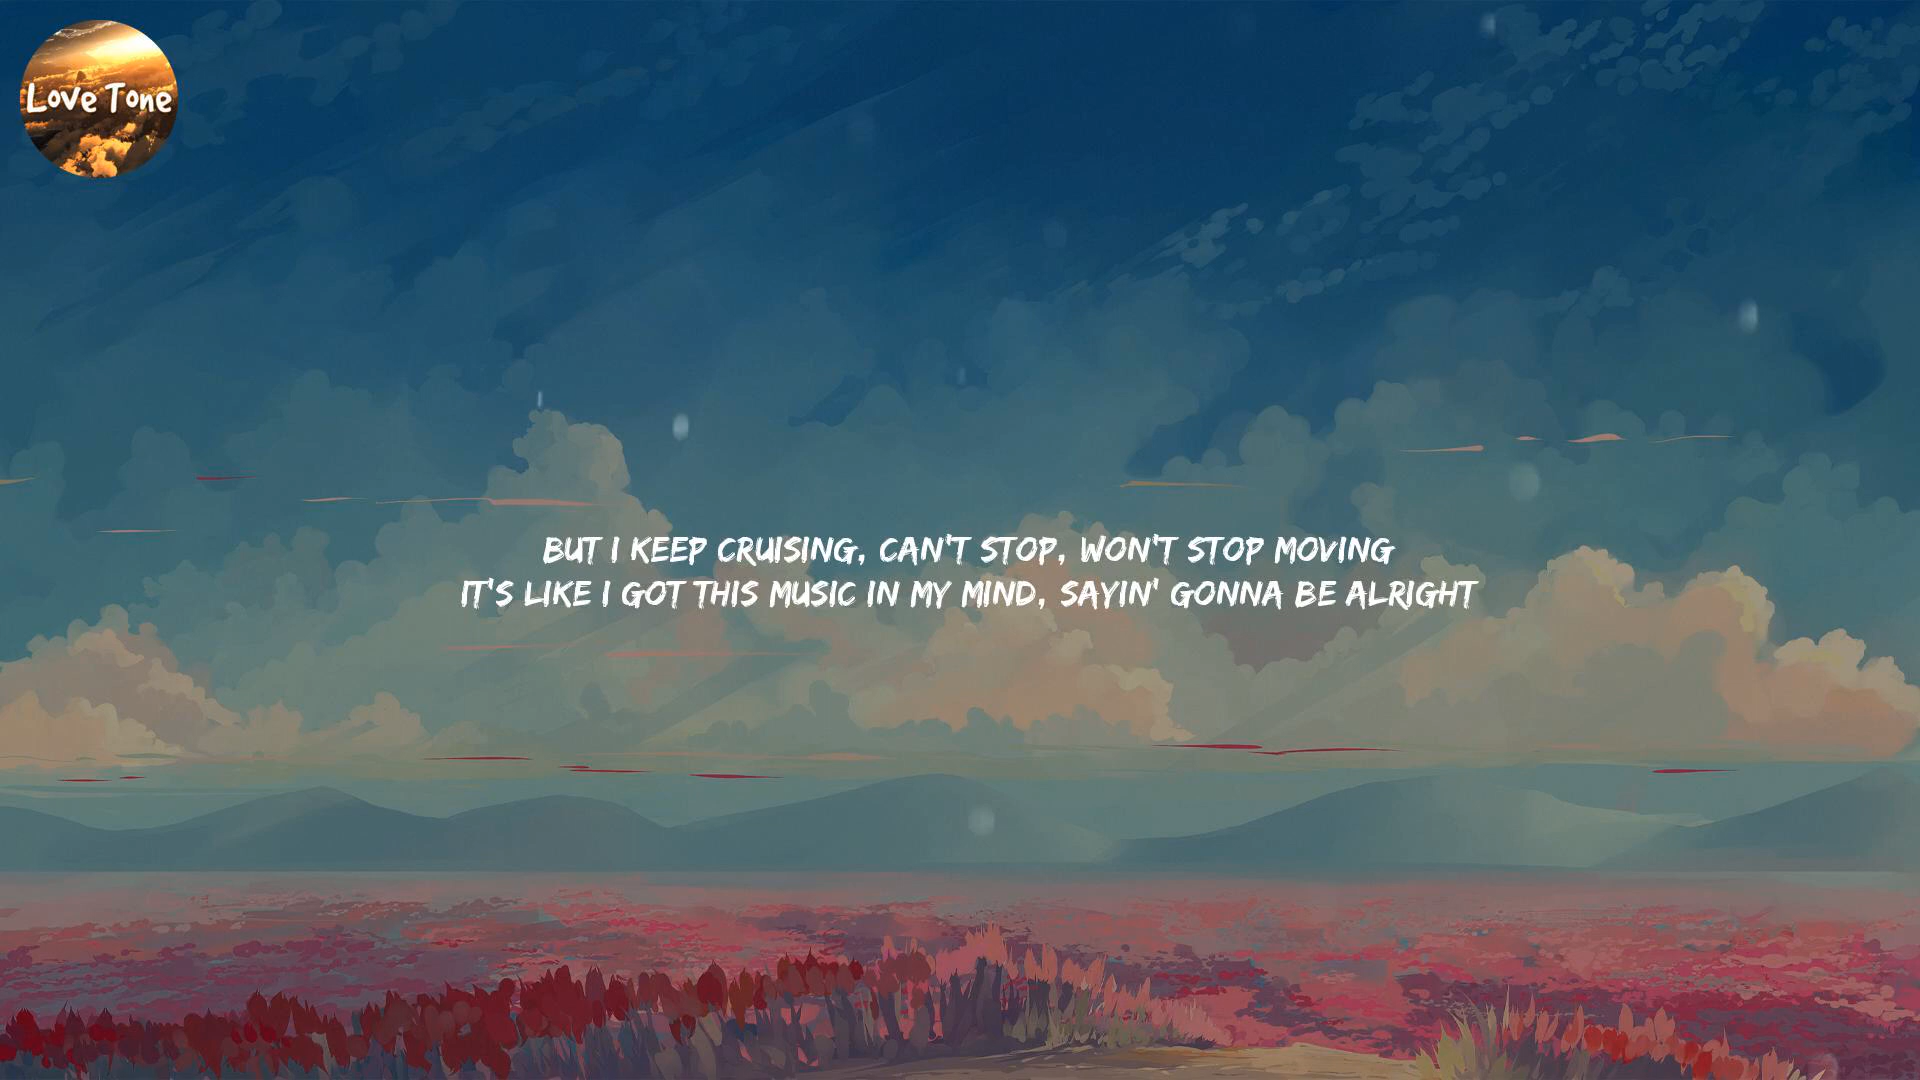 Love Tone
BUT I KEEP CRUISING, CAN'T STOP, WON'T STOP MOVING
IT'S LIKE I GOT THIS MUSIC IN MY MIND, SAYIN' GONNA BE ALRIGHT